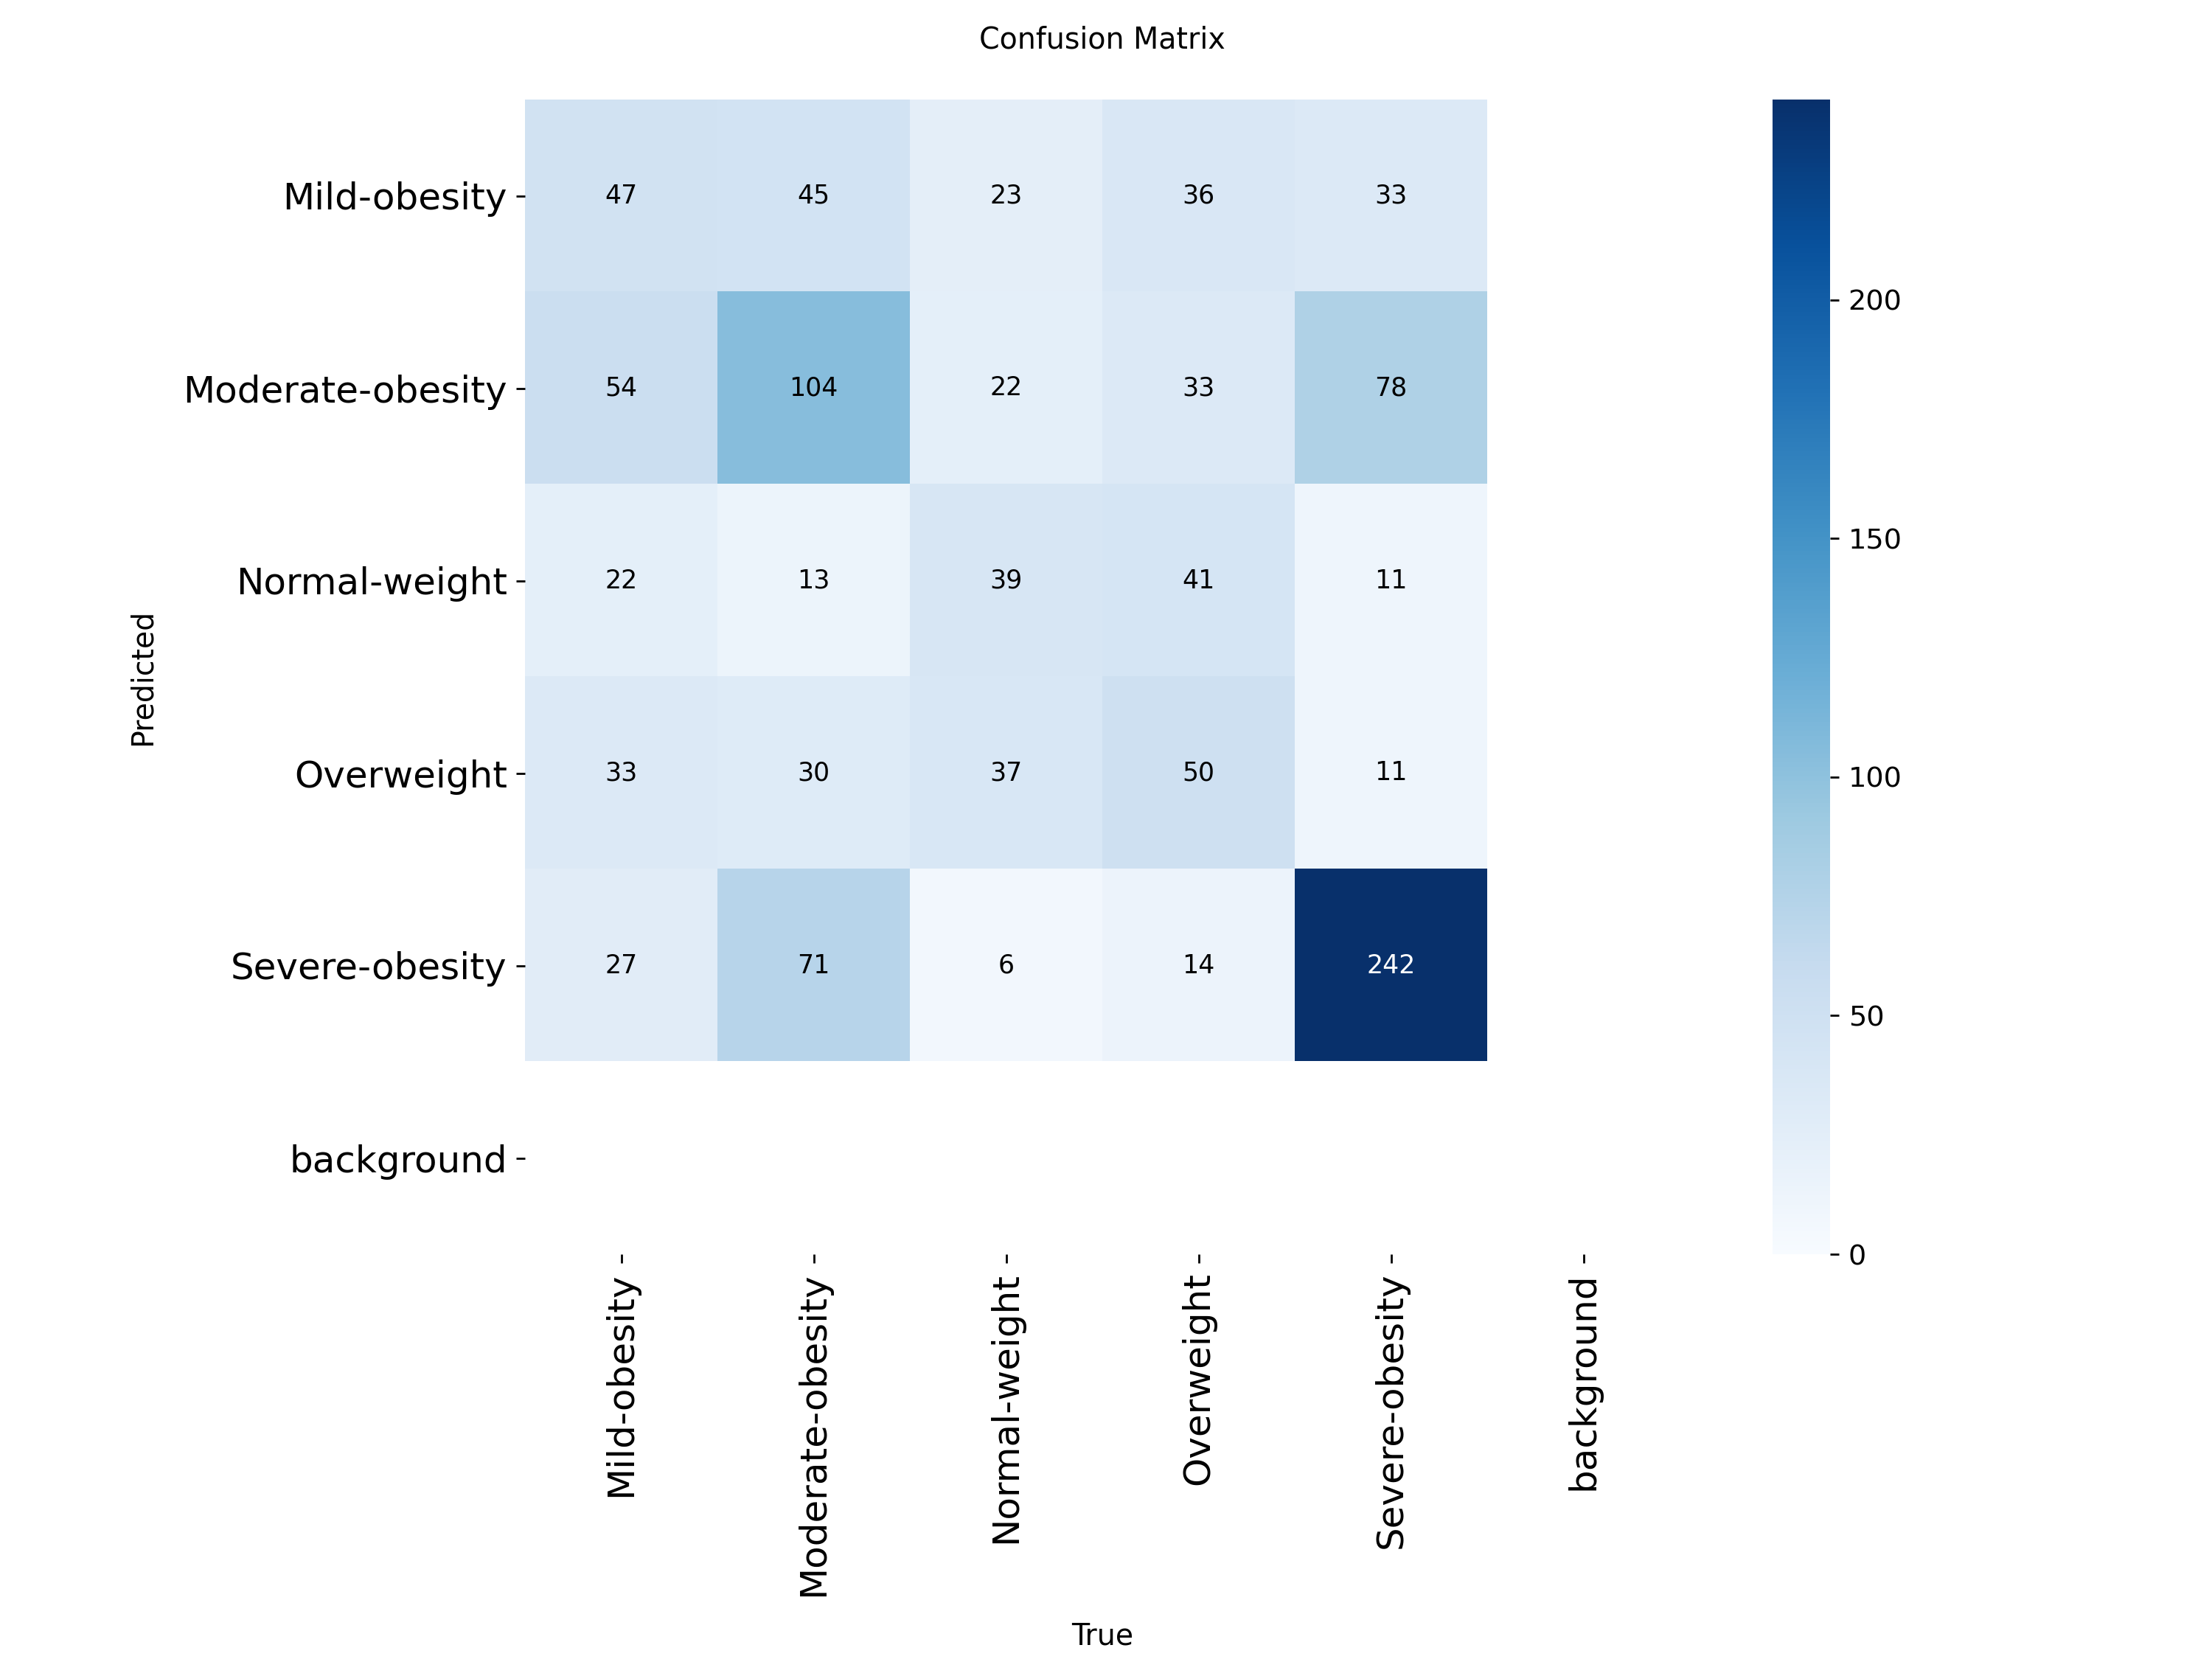 Confusion Matrix
Predicted
Mild-obesity 47 45 23 36 33
Moderate-obesity 54 104 22 33 78
Normal-weight 22 13 39 41 11
Overweight 33 30 37 50 11
Severe-obesity 27 71 6 14 242
background
Mild-obesity
Moderate-obesity
Normal-weight
Overweight
Severe-obesity
background
True
200
150
100
50
0